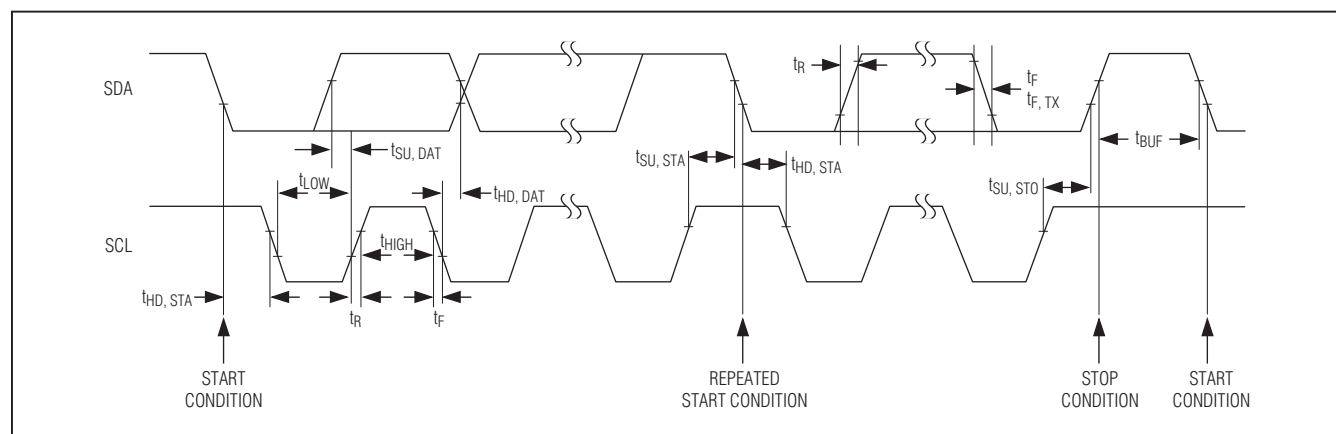 SDA
tR
tF
tF, TX
tSU, DAT
tSU, STA
tHD, STA
tBUF
tLOW
tHD, DAT
tSU, STO
SCL
tHIGH
tHD, STA
tR
tF
START
CONDITION
REPEATED
START CONDITION
STOP
CONDITION
START
CONDITION